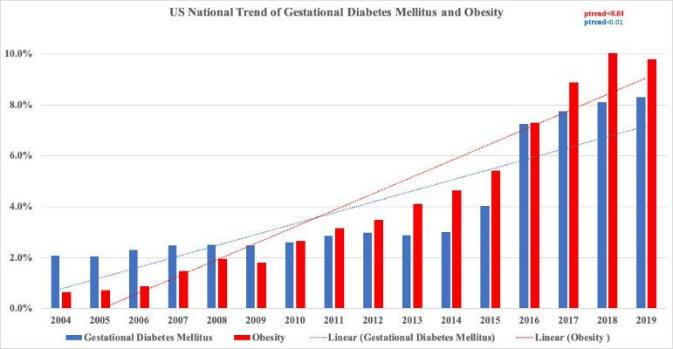 US National Trend of Gestational Diabetes Mellitus and Obesity
ptrend<0.01
ptrend<0.01
10.0%
8.0%
6.0%
4.0%
2.0%
0.0%
2004 2005 2006 2007 2008 2009 2010 2011 2012 2013 2014 2015 2016 2017 2018 2019
Gestational Diabetes Mellitus Obesity Linear (Gestational Diabetes Mellitus) Linear (Obesity )